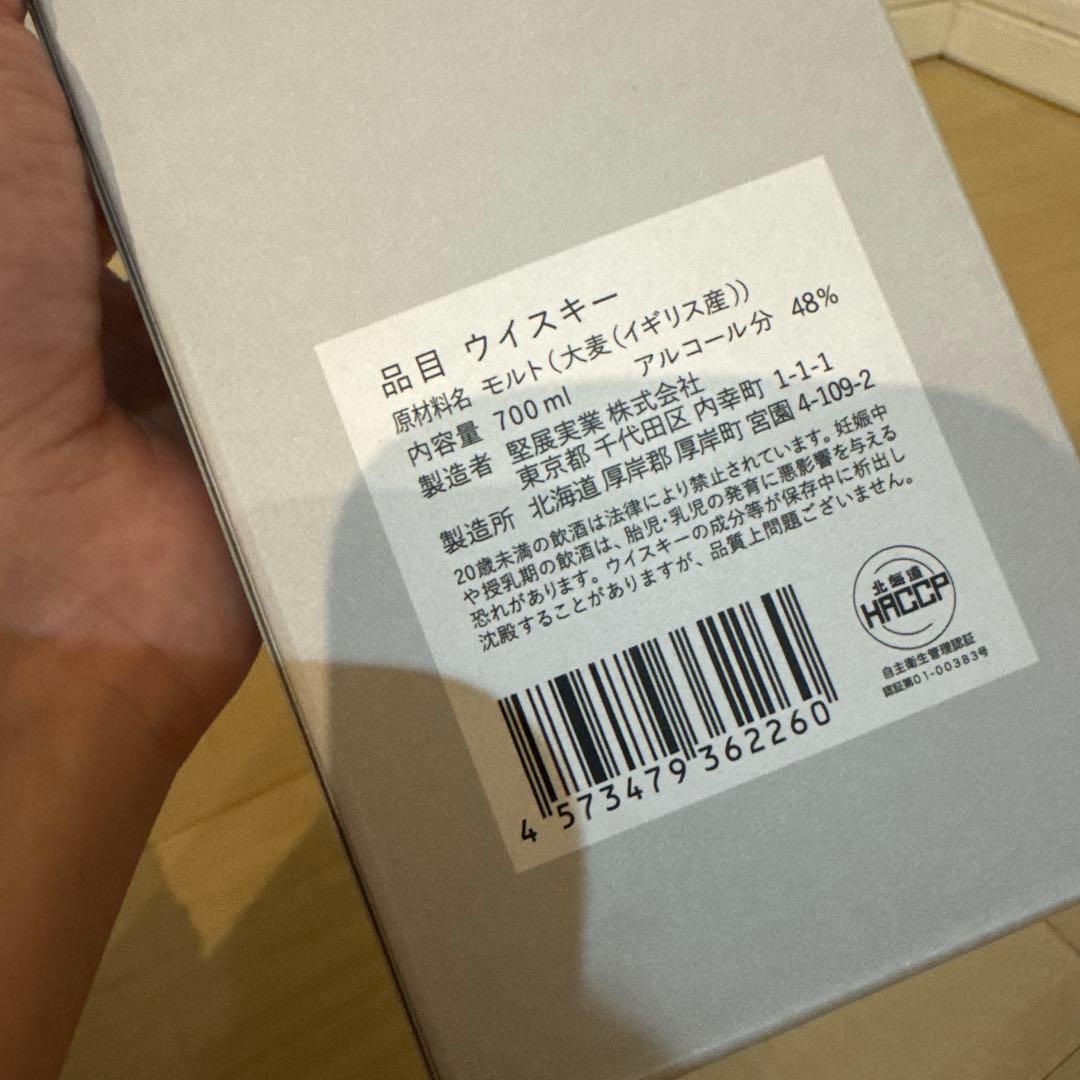 品目 ウイスキー
原材料名 モルト（大麦（イギリス産））
内容量 700ml アルコール分 48%
製造者 堅展実業 株式会社
東京都 千代田区 内幸町 1-1-1
製造所 北海道 厚岸郡 厚岸町 宮園 4-109-2
20歳未満の飲酒は法律により禁止されています。妊娠中
や授乳期の飲酒は、胎児・乳児の発育に悪影響を与える
恐れがあります。ウイスキーの成分等が保存中に析出し
沈殿することがありますが、品質上問題ございません。
北海道
HACCP
自主衛生管理認証
認証第01-00383号
4 573479 362260